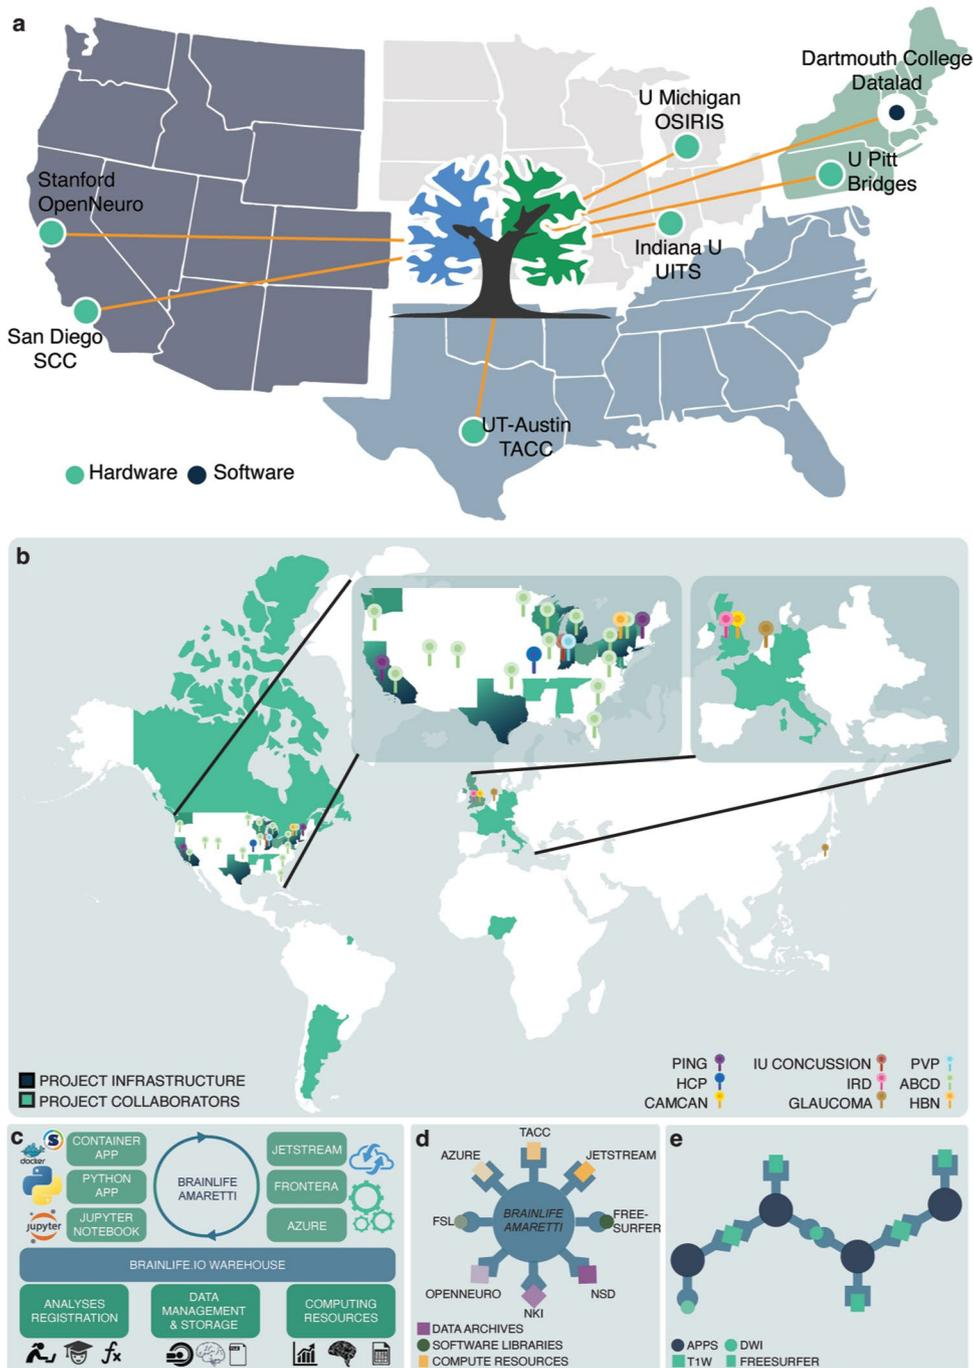 a
Dartmouth College
Datalad
U Michigan
OSIRIS
U Pitt
Bridges
Stanford
OpenNeuro
Indiana U
UITS
San Diego
SCC
UT-Austin
TACC
Hardware
Software
b
PROJECT INFRASTRUCTURE
PROJECT COLLABORATORS
PING
HCP
CAMCAN
IU CONCUSSION
IRD
GLAUCOMA
PVP
ABCD
HBN
c
docker
S
CONTAINER
APP
PYTHON
APP
jupyter
JUPYTER
NOTEBOOK
BRAINLIFE
AMARETTI
JETSTREAM
FRONTERA
AZURE
BRAINLIFE.IO WAREHOUSE
ANALYSES
REGISTRATION
DATA
MANAGEMENT
& STORAGE
COMPUTING
RESOURCES
fx
d
TACC
AZURE
JETSTREAM
BRAINLIFE
AMARETTI
FSL
FREE-
SURFER
OPENNEURO
NSD
NKI
DATA ARCHIVES
SOFTWARE LIBRARIES
COMPUTE RESOURCES
e
APPS
DWI
T1W
FREESURFER